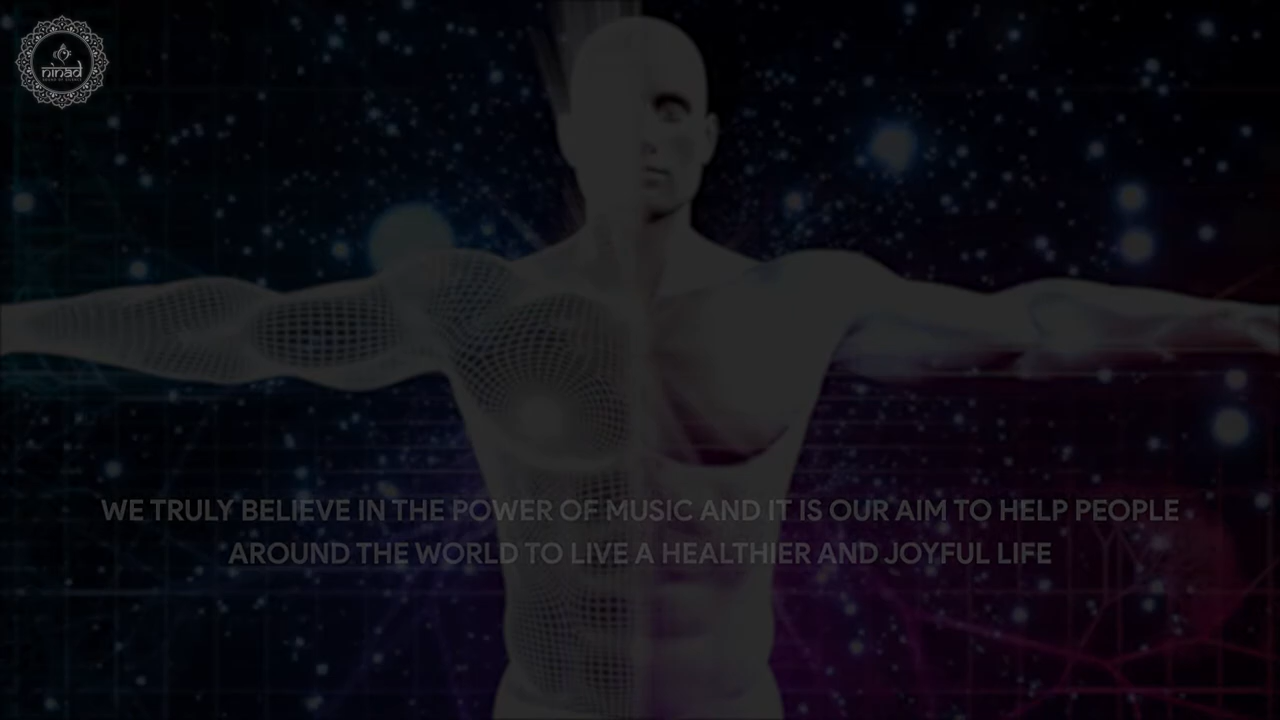 ninad
WE TRULY BELIEVE IN THE POWER OF MUSIC AND IT IS OUR AIM TO HELP PEOPLE
AROUND THE WORLD TO LIVE A HEALTHIER AND JOYFUL LIFE